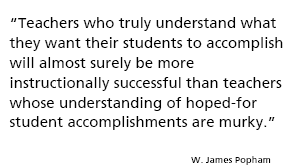 "Teachers who truly understand what
they want their students to accomplish
will almost surely be more
instructionally successful than teachers
whose understanding of hoped-for
student accomplishments are murky."
W. James Popham